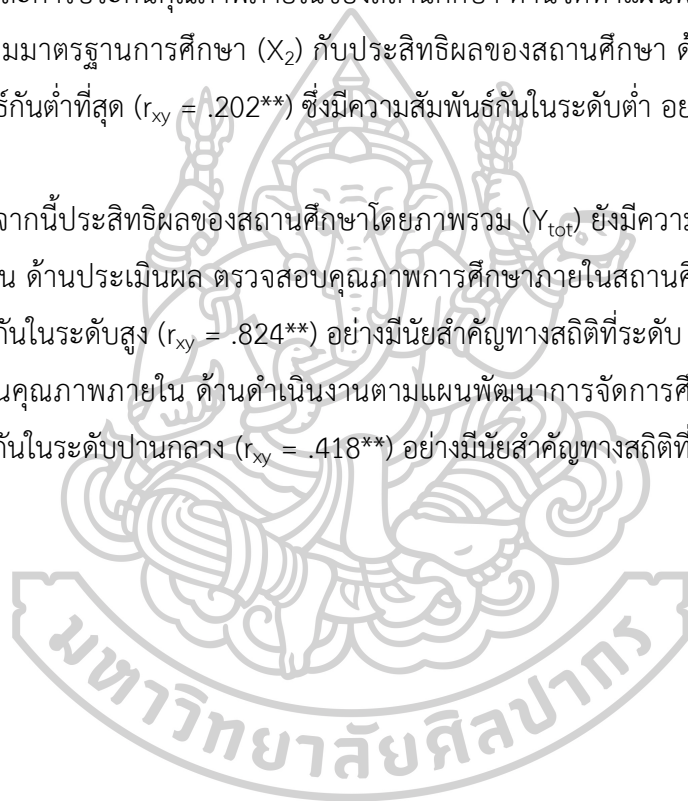 และการประกันคุณภาพภายในของสถานศึกษา
ามมาตรฐานการศึกษา (X2) กับประสิทธิผลของสถานศึกษา ด้
ธ์กันต่ำที่สุด (rxy = .202**) ซึ่งมีความสัมพันธ์กันในระดับต่ำ อย
จากนี้ประสิทธิผลของสถานศึกษาโดยภาพรวม (Ytot) ยังมีความ
น ด้านประเมินผล ตรวจสอบคุณภาพการศึกษาภายในสถานศึ
กันในระดับสูง (rxy = .824**) อย่างมีนัยสำคัญทางสถิติที่ระดับ
นคุณภาพภายใน ด้านดำเนินงานตามแผนพัฒนาการจัดการศึ
กันในระดับปานกลาง (rxy = .418**) อย่างมีนัยสำคัญทางสถิติที่
มหาวิทยาลัยศิลปากร